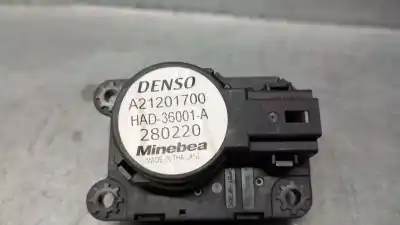 DENSO
A21201700
HAD-36001-A
280220
Minebea
MADE IN THAILAND